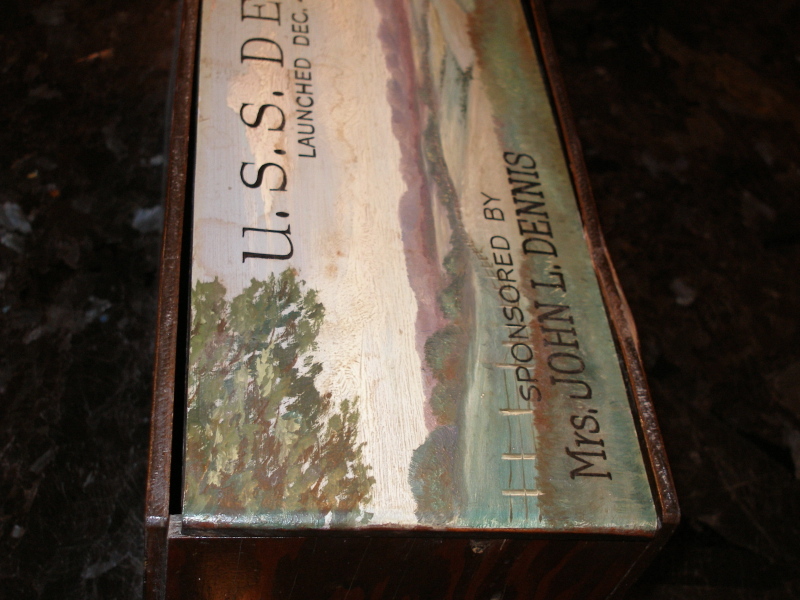 U.S.S. DE
LAUNCHED DEC.
SPONSORED BY
Mrs. JOHN L. DENNIS